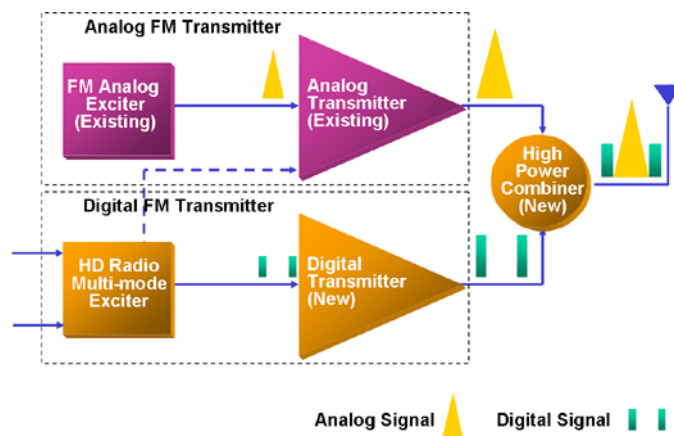 Analog FM Transmitter
FM Analog
Exciter
(Existing)
Analog
Transmitter
(Existing)
High
Power
Combiner
(New)
Digital FM Transmitter
HD Radio
Multi-mode
Exciter
Digital
Transmitter
(New)
Analog Signal
Digital Signal